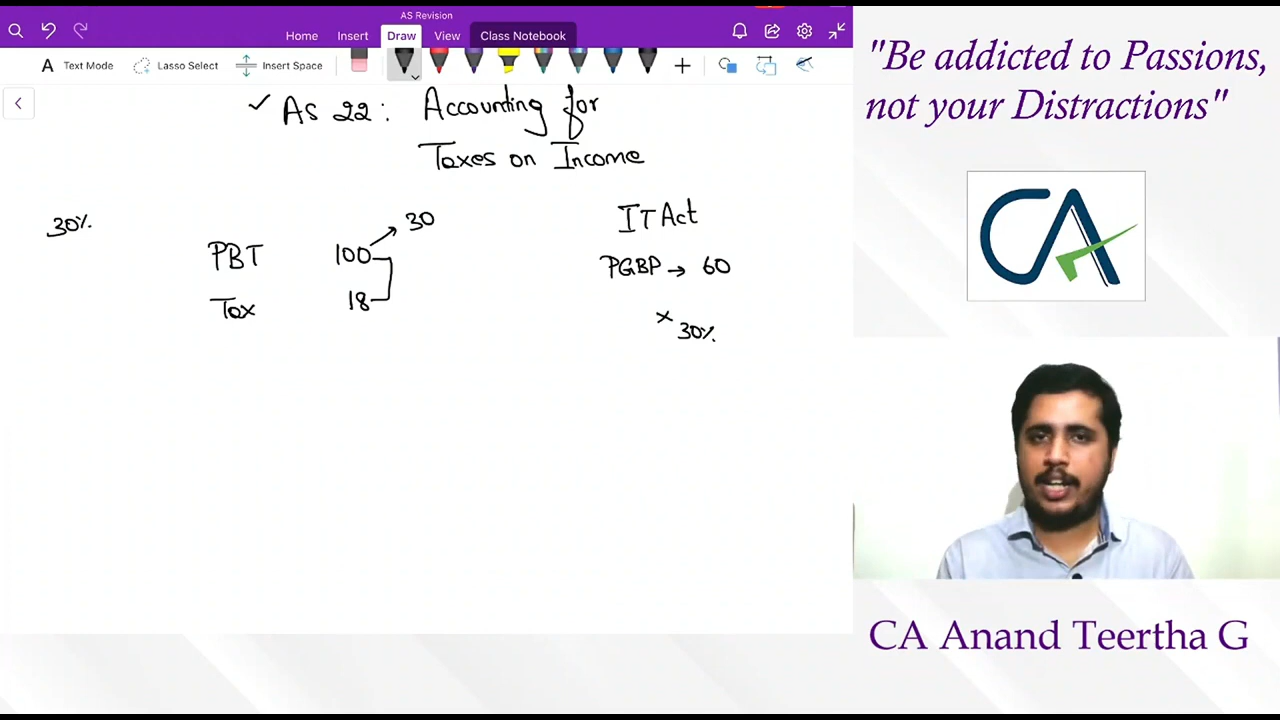 AS Revision
Home Insert Draw View Class Notebook
Text Mode Lasso Select Insert Space
AS 22: Accounting for
Taxes on Income
30%
PBT 100 → 30
Tax 18
ITAct
PGBP → 60
× 30%
"Be addicted to Passions,
not your Distractions"
CA
CA Anand Teertha G